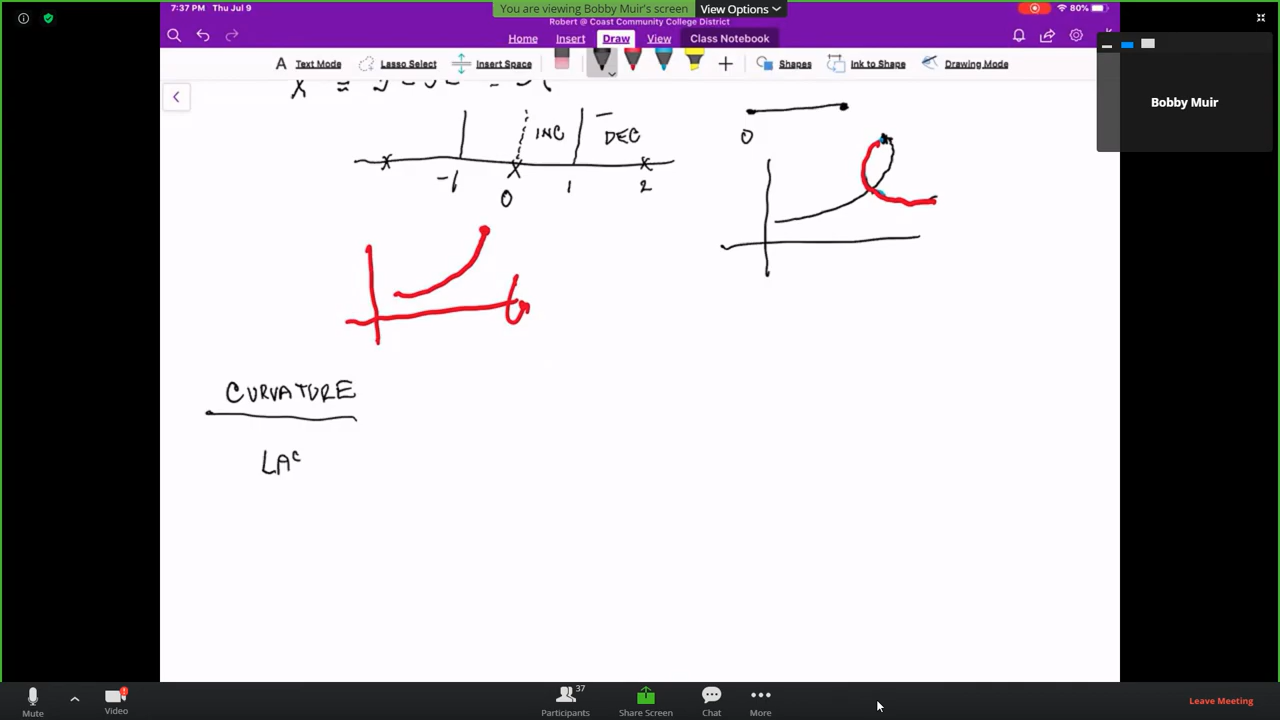 7:37 PM Thu Jul 9
You are viewing Bobby Muir's screen
View Options
80%
Robert @ Coast Community College District
Home Insert Draw View Class Notebook
Text Mode Lasso Select Insert Space Shapes Ink to Shape Drawing Mode
Bobby Muir
INC DEC
-1 0 1 2
0
CURVATURE
LAC
Mute Video Participants 37 Share Screen Chat More Leave Meeting